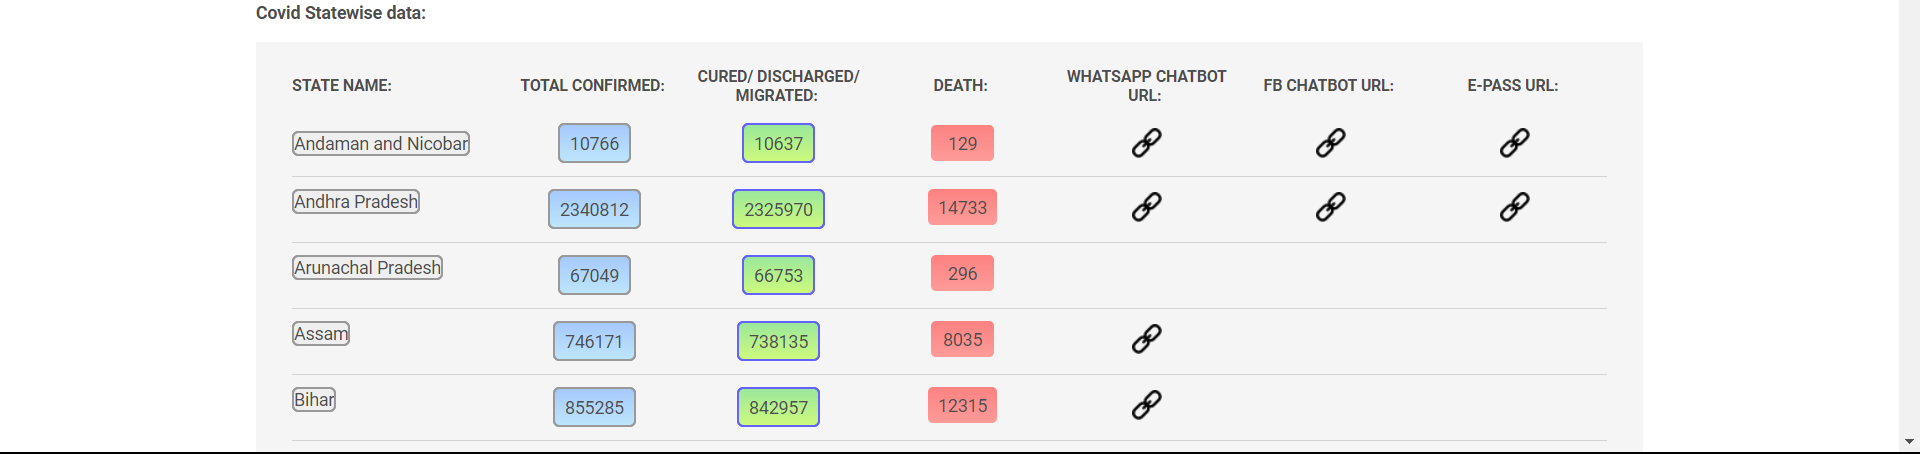 Covid Statewise data:
STATE NAME: TOTAL CONFIRMED: CURED/ DISCHARGED/ MIGRATED: DEATH: WHATSAPP CHATBOT URL: FB CHATBOT URL: E-PASS URL:
Andaman and Nicobar 10766 10637 129
Andhra Pradesh 2340812 2325970 14733
Arunachal Pradesh 67049 66753 296
Assam 746171 738135 8035
Bihar 855285 842957 12315